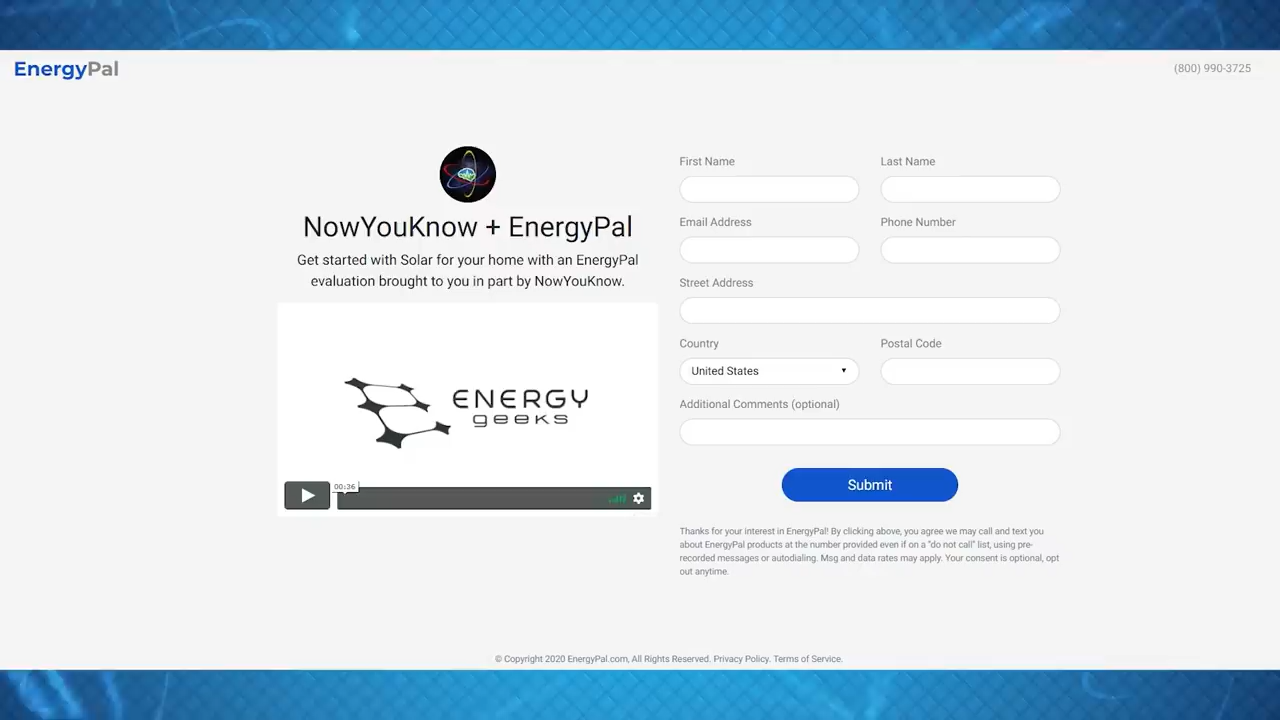 EnergyPal
(800) 990-3725
NowYouKnow + EnergyPal
Get started with Solar for your home with an EnergyPal
evaluation brought to you in part by NowYouKnow.
ENERGY
geeks
00:36
First Name
Last Name
Email Address
Phone Number
Street Address
Country
Postal Code
United States
Additional Comments (optional)
Submit
Thanks for your interest in EnergyPal! By clicking above, you agree we may call and text you
about EnergyPal products at the number provided even if on a "do not call" list, using pre-
recorded messages or autodialing. Msg and data rates may apply. Your consent is optional, opt
out anytime.
© Copyright 2020 EnergyPal.com, All Rights Reserved. Privacy Policy. Terms of Service.